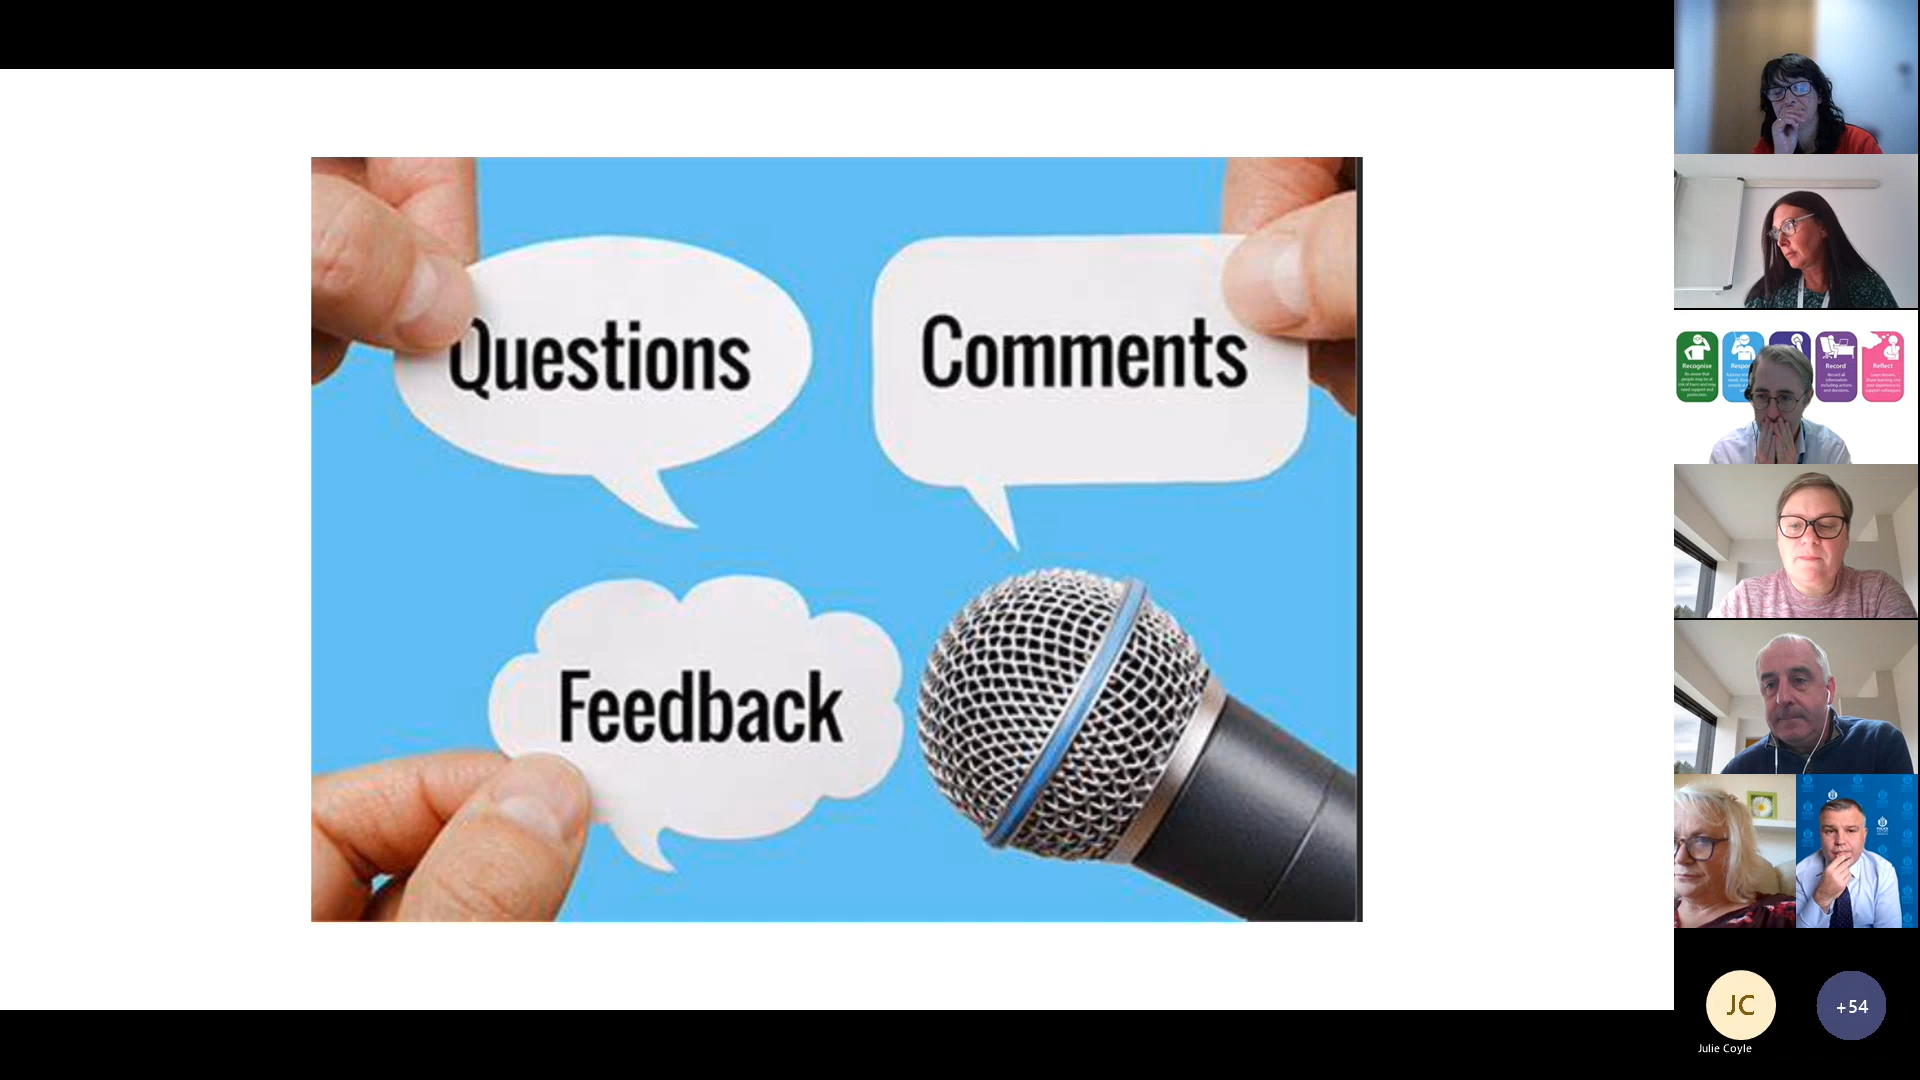 Questions
Comments
Feedback
Recognise
Record
Reflect
JC
+54
Julie Coyle